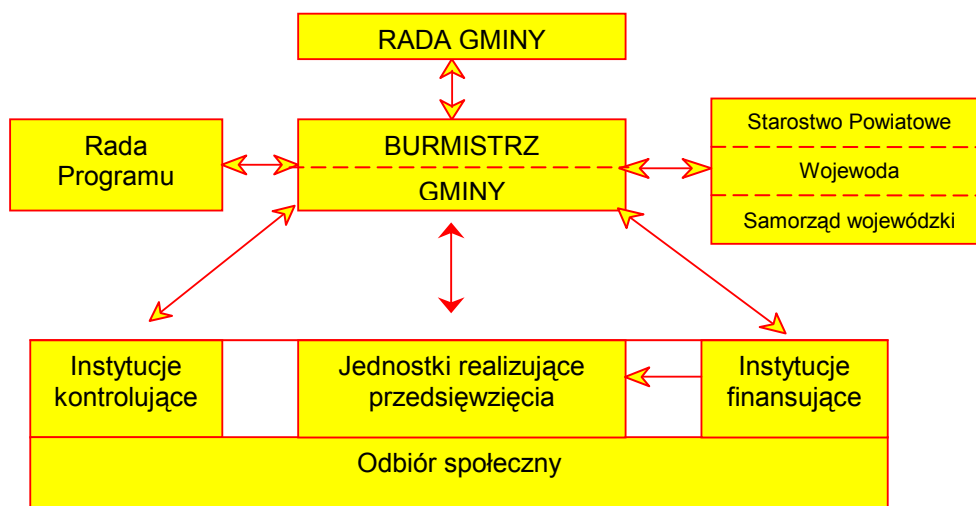 RADA GMINY
Rada
Programu
BURMISTRZ
GMINY
Starostwo Powiatowe
Wojewoda
Samorząd wojewódzki
Instytucje
kontrolujące
Jednostki realizujące
przedsięwzięcia
Instytucje
finansujące
Odbiór społeczny